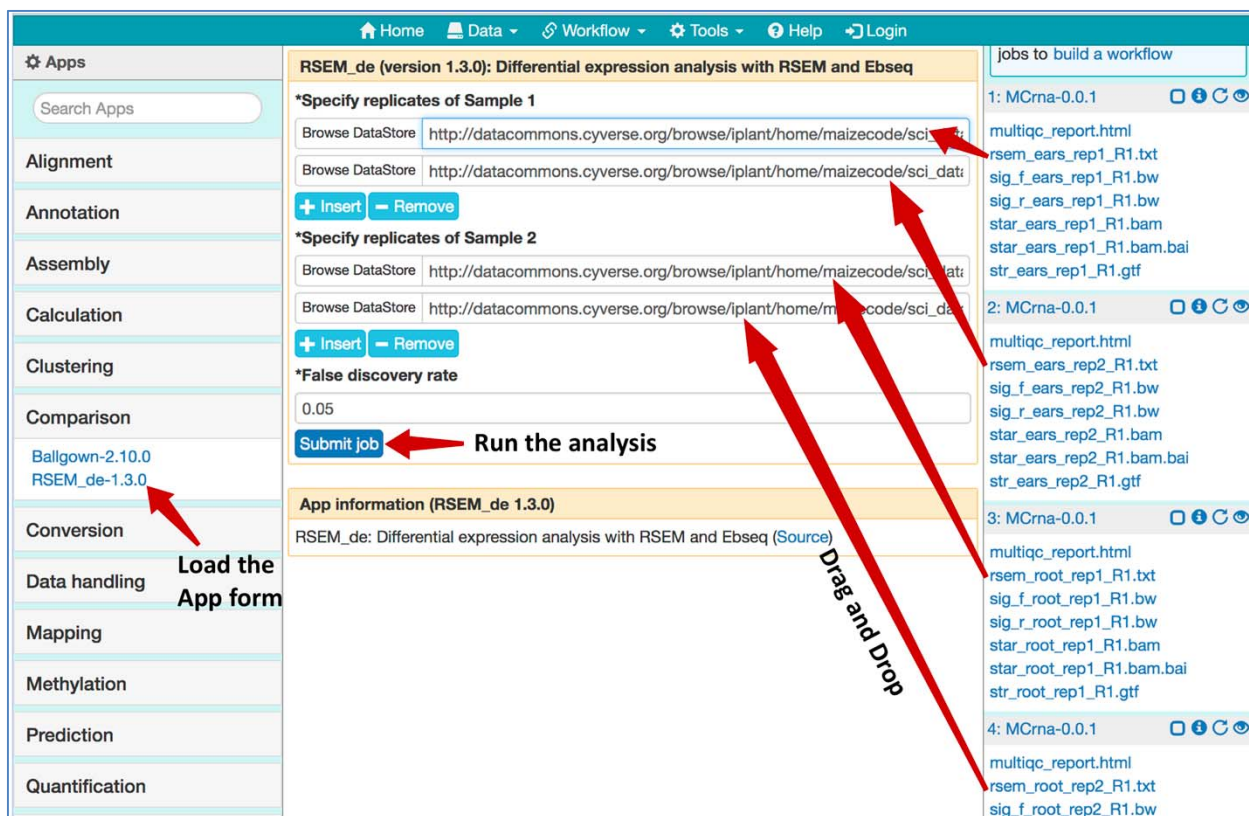 Home Data Workflow Tools Help Login
Apps
Search Apps
Alignment
Annotation
Assembly
Calculation
Clustering
Comparison
Ballgown-2.10.0
RSEM_de-1.3.0
Conversion
Data handling
Mapping
Methylation
Prediction
Quantification
Load the
App form
RSEM_de (version 1.3.0): Differential expression analysis with RSEM and Ebseq
*Specify replicates of Sample 1
Browse DataStore http://datacommons.cyverse.org/browse/iplant/home/maizecode/sci_data
Browse DataStore http://datacommons.cyverse.org/browse/iplant/home/maizecode/sci_data
Insert Remove
*Specify replicates of Sample 2
Browse DataStore http://datacommons.cyverse.org/browse/iplant/home/maizecode/sci_data
Browse DataStore http://datacommons.cyverse.org/browse/iplant/home/maizecode/sci_data
Insert Remove
*False discovery rate
0.05
Submit job
Run the analysis
App information (RSEM_de 1.3.0)
RSEM_de: Differential expression analysis with RSEM and Ebseq (Source)
Drag and Drop
jobs to build a workflow
1: MCrna-0.0.1
multiqc_report.html
rsem_ears_rep1_R1.txt
sig_f_ears_rep1_R1.bw
sig_r_ears_rep1_R1.bw
star_ears_rep1_R1.bam
star_ears_rep1_R1.bam.bai
str_ears_rep1_R1.gtf
2: MCrna-0.0.1
multiqc_report.html
rsem_ears_rep2_R1.txt
sig_f_ears_rep2_R1.bw
sig_r_ears_rep2_R1.bw
star_ears_rep2_R1.bam
star_ears_rep2_R1.bam.bai
str_ears_rep2_R1.gtf
3: MCrna-0.0.1
multiqc_report.html
rsem_root_rep1_R1.txt
sig_f_root_rep1_R1.bw
sig_r_root_rep1_R1.bw
star_root_rep1_R1.bam
star_root_rep1_R1.bam.bai
str_root_rep1_R1.gtf
4: MCrna-0.0.1
multiqc_report.html
rsem_root_rep2_R1.txt
sig_f_root_rep2_R1.bw